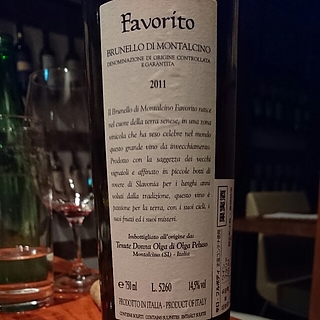 Favorito
BRUNELLO DI MONTALCINO
DENOMINAZIONE DI ORIGINE CONTROLLATA
E GARANTITA
2011
Il Brunello di Montalcino Favorito nasce
nel cuore della terra senese, in una zona
vinicola che ha reso celebre nel mondo
questo grande vino da invecchiamento.
Prodotto con la saggezza dei vecchi
vignaioli e affinato in piccole botti di
rovere di Slavonia per i lunghi anni
voluti dalla tradizione, questo vino è
passione per la terra, con i suoi cicli, i
suoi frutti ed i suoi misteri.
Imbottigliato all'origine da:
Tenute Donna Olga di Olga Peluso
Montalcino (SI) - Italia
e 750 ml L. 5260 14,5% vol
PRODOTTO IN ITALIA - PRODUCT OF ITALY